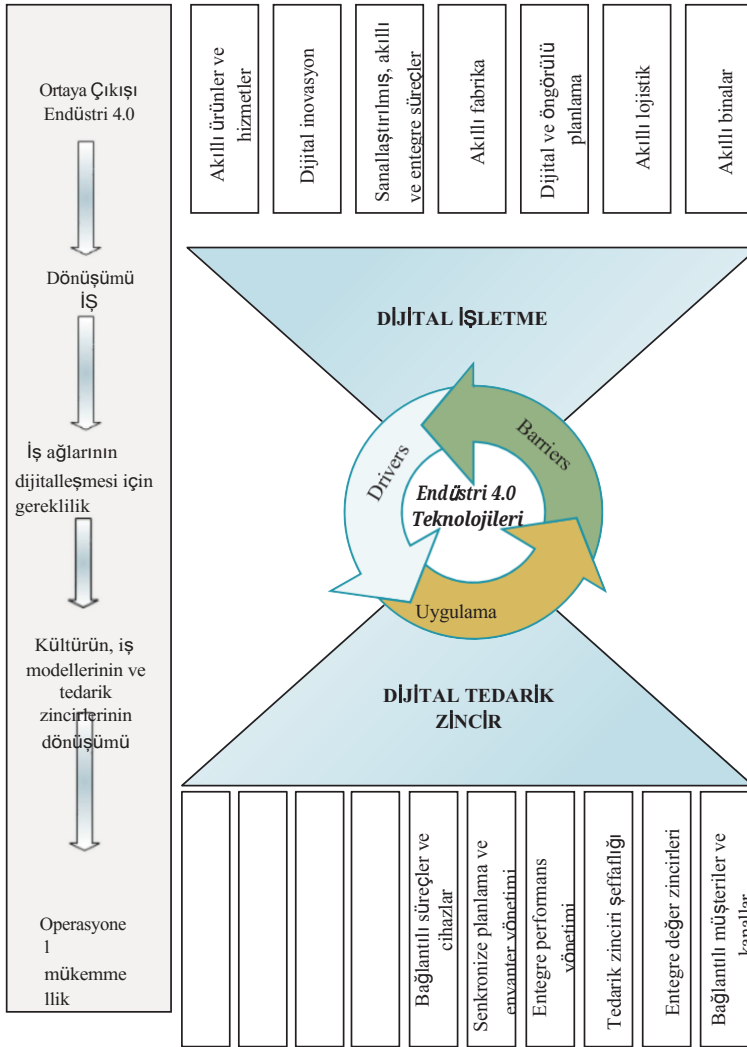 Ortaya Çıkışı
Endüstri 4.0
Dönüşümü
İŞ
İş ağlarının
dijitalleşmesi için
gereklilik
Kültürün, iş
modellerinin ve
tedarik
zincirlerinin
dönüşümü
Operasyone
l
mükemme
llik
Akıllı ürünler ve
hizmetler
Dijital inovasyon
Sanallaştırılmış, akıllı
ve entegre süreçler
Akıllı fabrika
Dijital ve öngörülü
planlama
Akıllı lojistik
Akıllı binalar
DİJİTAL İŞLETME
Drivers
Barriers
Endüstri 4.0
Teknolojileri
Uygulama
DİJİTAL TEDARİK
ZİNCİR
Bağlantılı süreçler ve
cihazlar
Senkronize planlama ve
envanter yönetimi
Entegre performans
yönetimi
Tedarik zinciri şeffaflığı
Entegre değer zincirleri
Bağlantılı müşteriler ve
kanallar